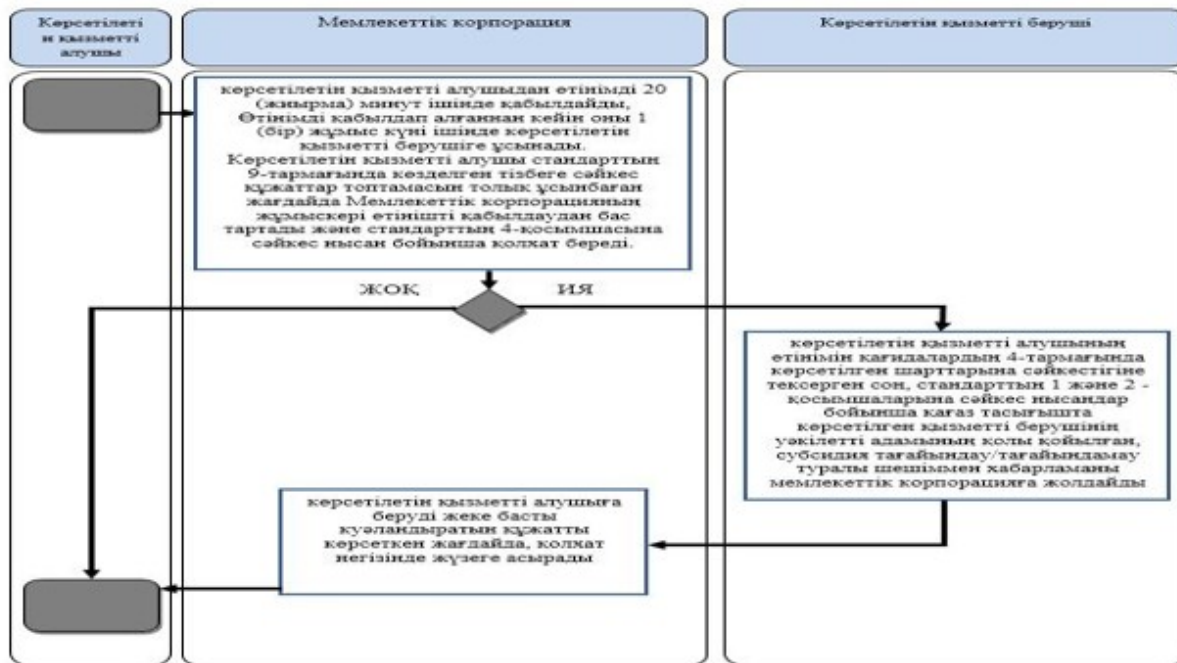 Көрсетілеті
н қызметті
алушы
Мемлекеттік корпорация
Көрсетілетін қызметті беруші
көрсетілетін қызметті алушыдан өтінімді 20
(жиырма) минут ішінде қабылдайды,
Өтінімді қабылдап алғаннан кейін оны 1
(бір) жұмыс күні ішінде көрсетілетін
қызметті берушіге ұсынады.
Көрсетілетін қызметті алушы стандарттың
9-тармағында көзделген тізбеге сәйкес
құжаттар топтамасын толық ұсынбаған
жағдайда Мемлекеттік корпорацияның
жұмыскері өтінішті қабылдаудан бас
тартады және стандарттың 4-қосымшасына
сәйкес нысан бойынша қолхат береді.
ЖОҚ ИЯ
көрсетілетін қызметті алушының
өтінімін қағидалардың 4-тармағында
көрсетілген шарттарына сәйкестігіне
тексерген соң, стандарттың 1 және 2 -
қосымшаларына сәйкес нысандар
бойынша қағаз тасығышта
көрсетілген қызметті берушінің
уәкілетті адамының қолы қойылған,
субсидия тағайындау/тағайындамау
туралы шешіммен хабарламаны
мемлекеттік корпорацияға жолдайды
көрсетілетін қызметті алушыға
беруді жеке басты
куәландыратын құжатты
көрсеткен жағдайда, қолхат
негізінде жүзеге асырады